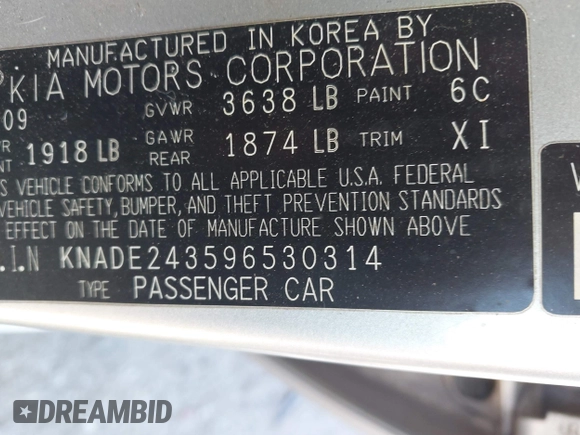 MANUFACTURED IN KOREA BY
KIA MOTORS CORPORATION
09 GVWR 3638 LB PAINT 6C
1918 LB GAWR REAR 1874 LB TRIM XI
VEHICLE CONFORMS TO ALL APPLICABLE U.S.A. FEDERAL
VEHICLE SAFETY, BUMPER, AND THEFT PREVENTION STANDARDS
EFFECT ON THE DATE OF MANUFACTURE SHOWN ABOVE
.I.N KNADE243596530314
TYPE PASSENGER CAR
DREAMBID